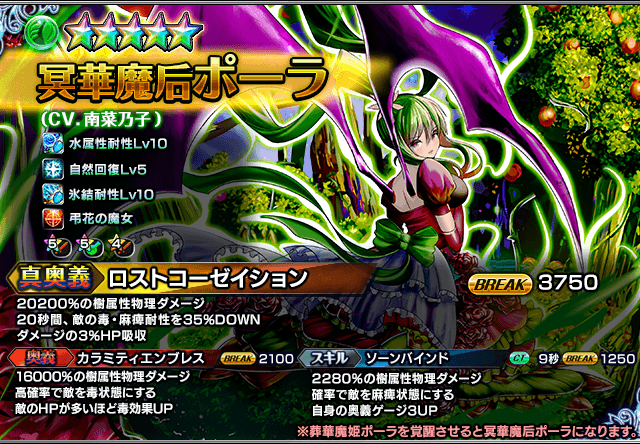 冥華魔后ポーラ
(CV.南菜乃子)
水属性耐性Lv10
自然回復Lv5
氷結耐性Lv10
弔花の魔女
5 5 4
真奥義 ロストコーゼイション BREAK 3750
20200%の樹属性物理ダメージ
20秒間、敵の毒・麻痺耐性を35%DOWN
ダメージの3%HP吸収
奥義 カラミティエンブレス BREAK 2100
16000%の樹属性物理ダメージ
高確率で敵を毒状態にする
敵のHPが多いほど毒効果UP
スキル ソーンバインド CT 9秒 BREAK 1250
2280%の樹属性物理ダメージ
確率で敵を麻痺状態にする
自身の奥義ゲージ3UP
※葬華魔姫ポーラを覚醒させると冥華魔后ポーラになります。